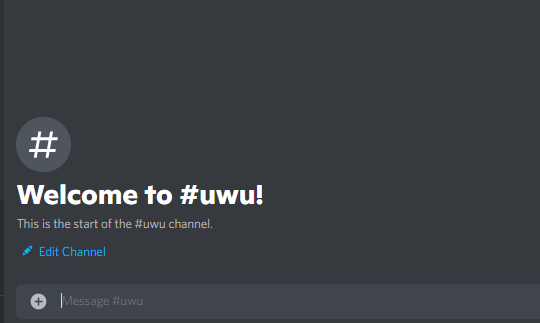 #
Welcome to #uwu!
This is the start of the #uwu channel.
Edit Channel
Message #uwu